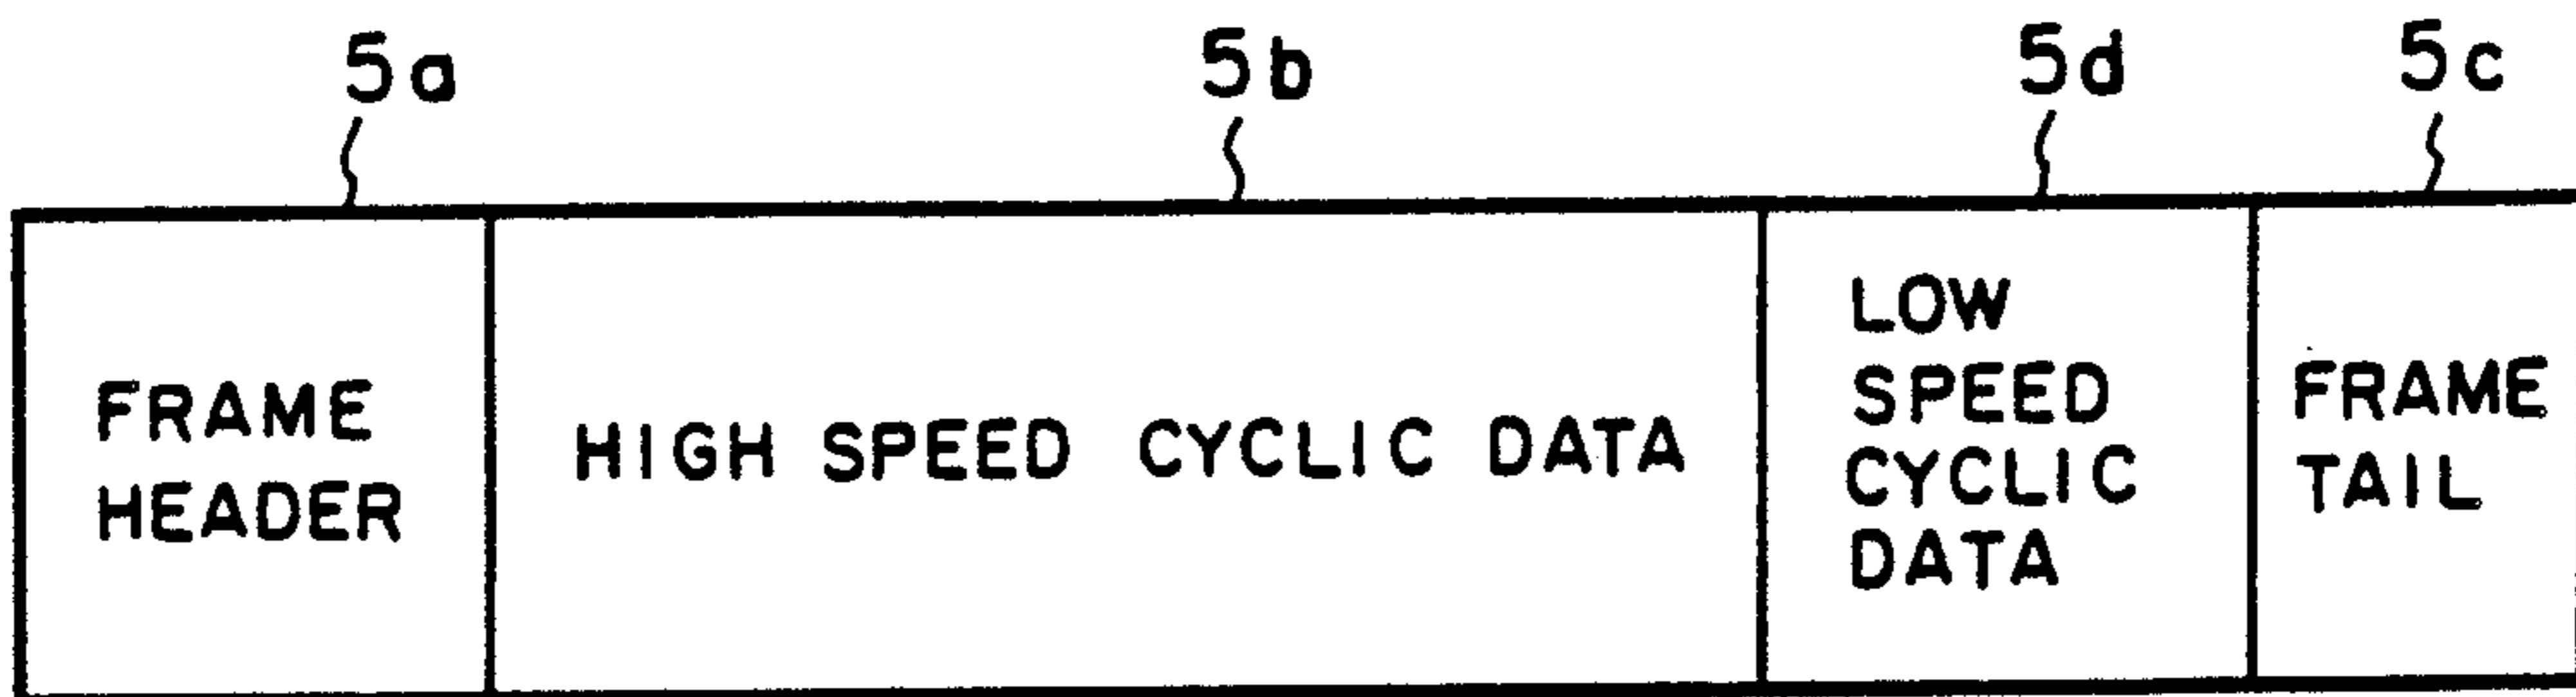 5a 5b 5d 5c
FRAME
HEADER
HIGH SPEED CYCLIC DATA
LOW
SPEED
CYCLIC
DATA
FRAME
TAIL